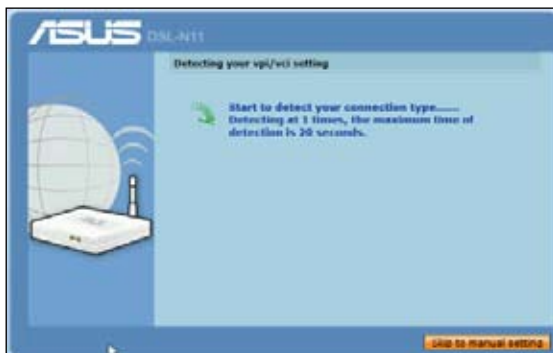 ASUS DSL-N11
Detecting your vpi/vci setting
Start to detect your connection type......
Detecting at 1 times, the maximum time of
detection is 20 seconds.
Skip to manual setting